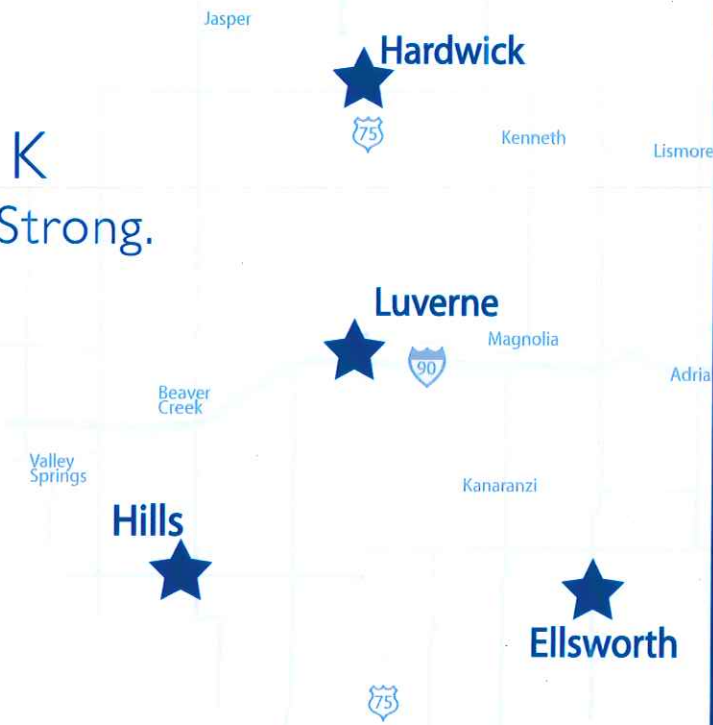 Jasper
Hardwick
75
Kenneth
Lismore
K
Strong.
Luverne
Magnolia
90
Adria
Beaver
Creek
Valley
Springs
Kanaranzi
Hills
Ellsworth
75